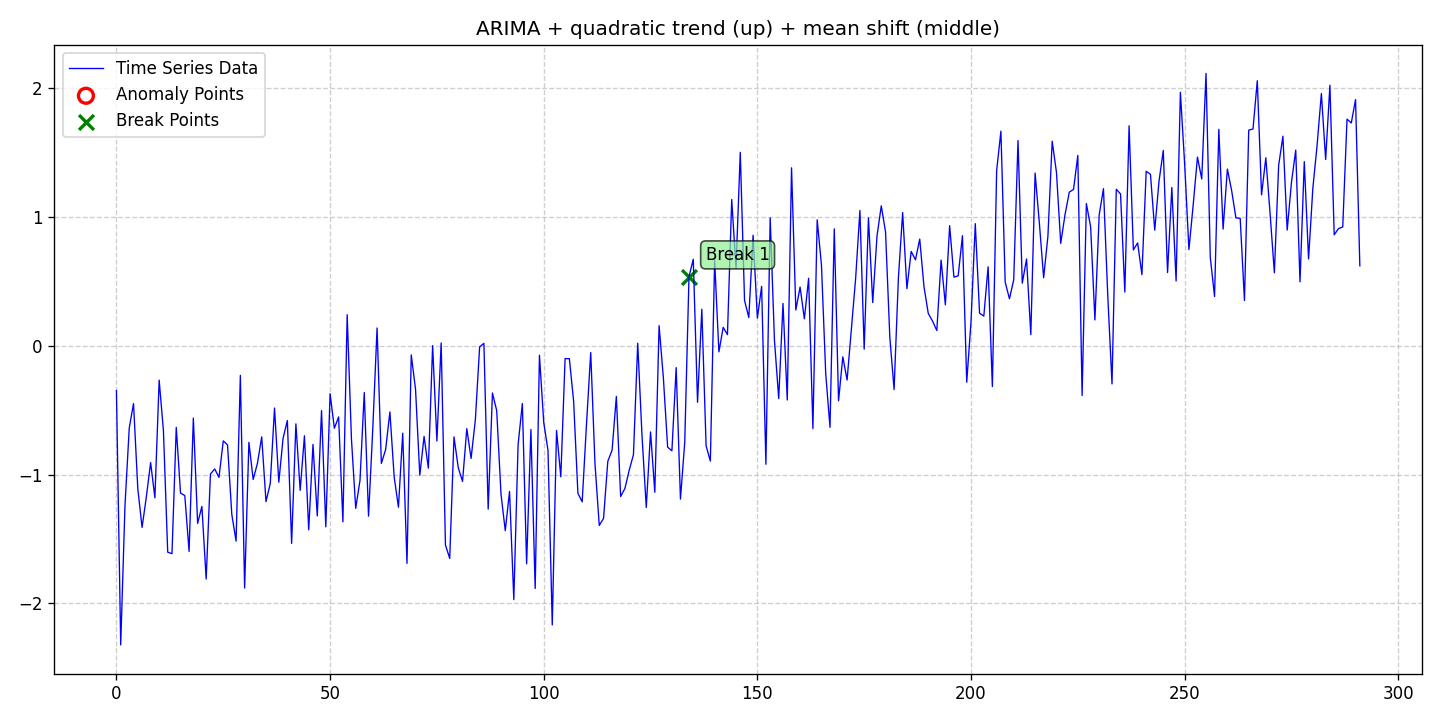 ARIMA + quadratic trend (up) + mean shift (middle)
Time Series Data
Anomaly Points
Break Points
Break 1
2
1
0
−1
−2
0
50
100
150
200
250
300